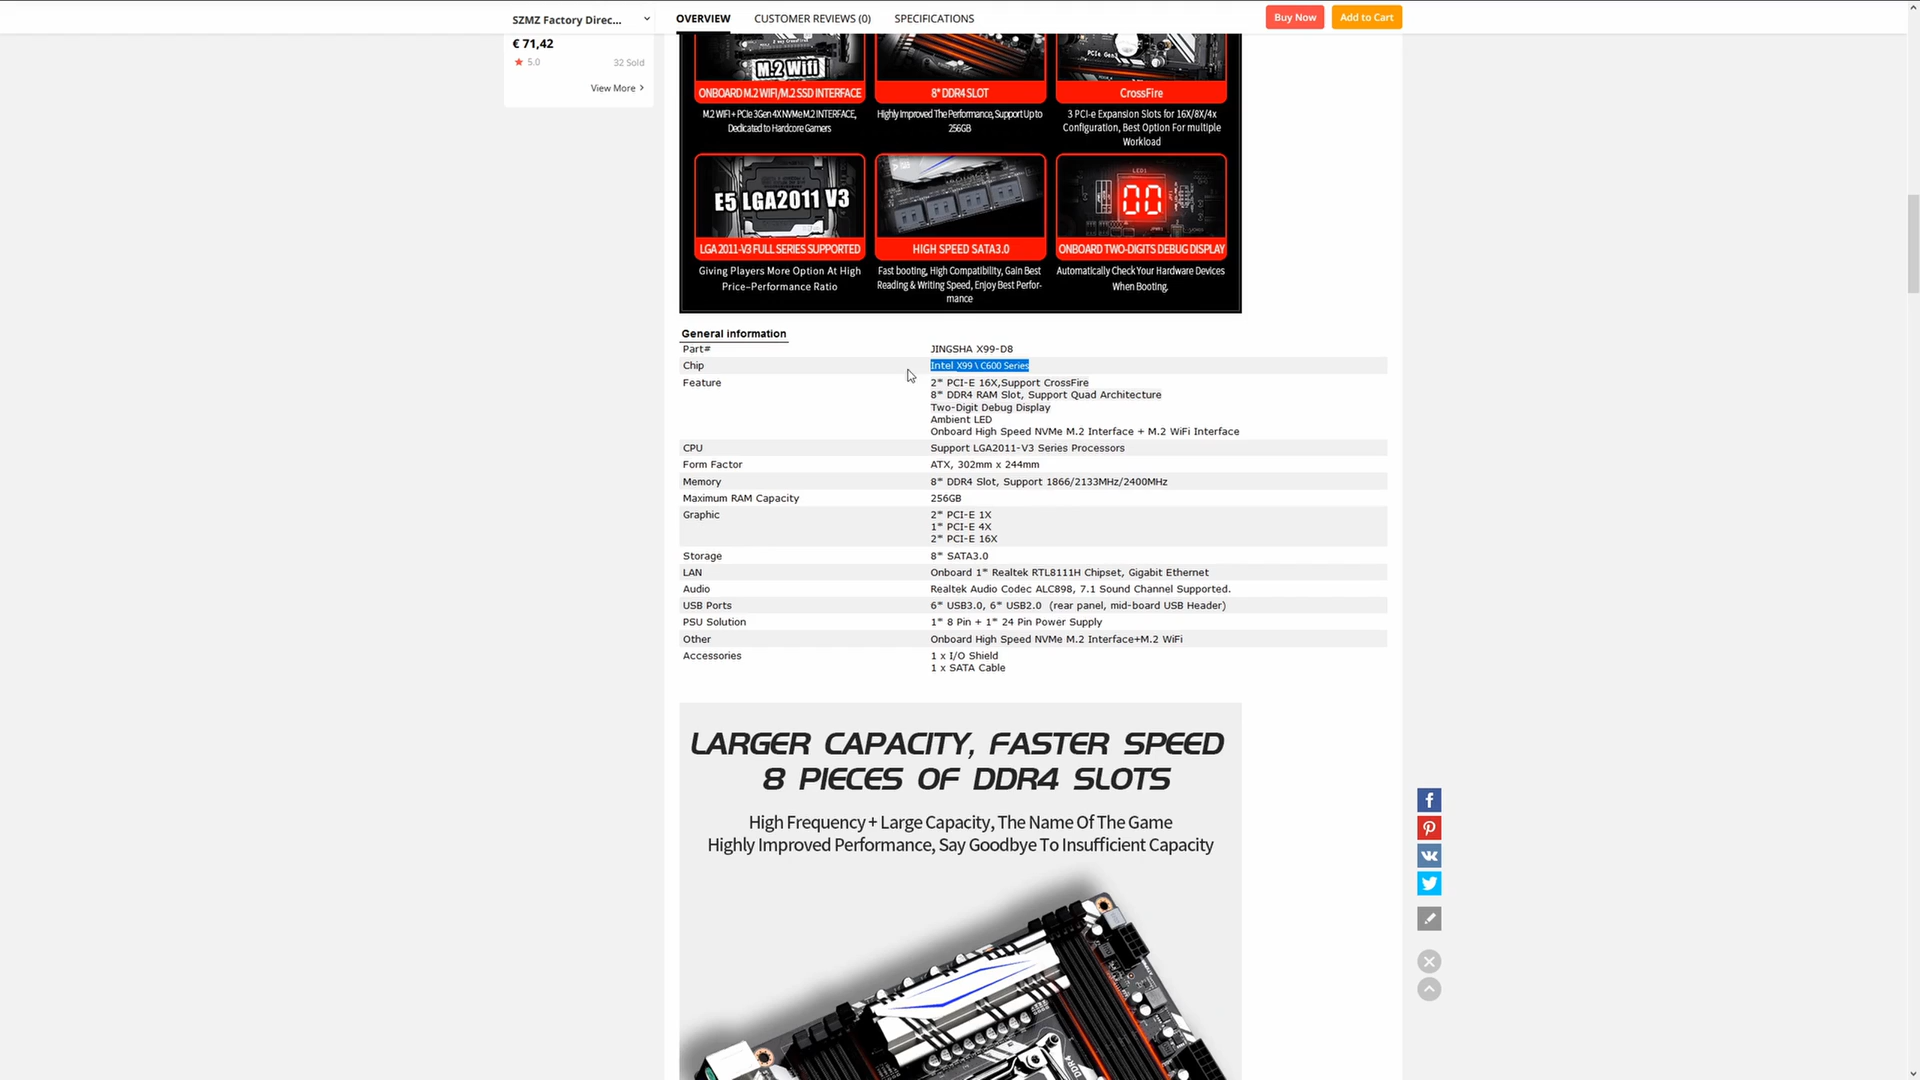 SZMZ Factory Direc...
OVERVIEW
CUSTOMER REVIEWS (0)
SPECIFICATIONS
Buy Now
Add to Cart
€ 71,42
5.0
32 Sold
View More
M.2 Wifi
PCIe Gen3
ONBOARD M.2 WIFI/M.2 SSD INTERFACE
8* DDR4 SLOT
CrossFire
M.2 WIFI + PCIe 3Gen 4X NVMe M.2 INTERFACE,
Dedicated to Hardcore Gamers
Highly Improved The Performance, Support Up to
256GB
3 PCI-e Expansion Slots for 16X/8X/4x
Configuration, Best Option For multiple
Workload
E5 LGA2011 V3
LED1
00
LGA 2011-V3 FULL SERIES SUPPORTED
HIGH SPEED SATA3.0
ONBOARD TWO-DIGITS DEBUG DISPLAY
Giving Players More Option At High
Price-Performance Ratio
Fast booting, High Compatibility, Gain Best
Reading & Writing Speed, Enjoy Best Perfor-
mance
Automatically Check Your Hardware Devices
When Booting.
General information
Part# JINGSHA X99-D8
Chip Intel X99 \ C600 Series
Feature 2* PCI-E 16X,Support CrossFire
8* DDR4 RAM Slot, Support Quad Architecture
Two-Digit Debug Display
Ambient LED
Onboard High Speed NVMe M.2 Interface + M.2 WiFi Interface
CPU Support LGA2011-V3 Series Processors
Form Factor ATX, 302mm x 244mm
Memory 8* DDR4 Slot, Support 1866/2133MHz/2400MHz
Maximum RAM Capacity 256GB
Graphic 2* PCI-E 1X
1* PCI-E 4X
2* PCI-E 16X
Storage 8* SATA3.0
LAN Onboard 1* Realtek RTL8111H Chipset, Gigabit Ethernet
Audio Realtek Audio Codec ALC898, 7.1 Sound Channel Supported.
USB Ports 6* USB3.0, 6* USB2.0 (rear panel, mid-board USB Header)
PSU Solution 1* 8 Pin + 1* 24 Pin Power Supply
Other Onboard High Speed NVMe M.2 Interface+M.2 WiFi
Accessories 1 x I/O Shield
1 x SATA Cable
LARGER CAPACITY, FASTER SPEED
8 PIECES OF DDR4 SLOTS
High Frequency + Large Capacity, The Name Of The Game
Highly Improved Performance, Say Goodbye To Insufficient Capacity
DDR4